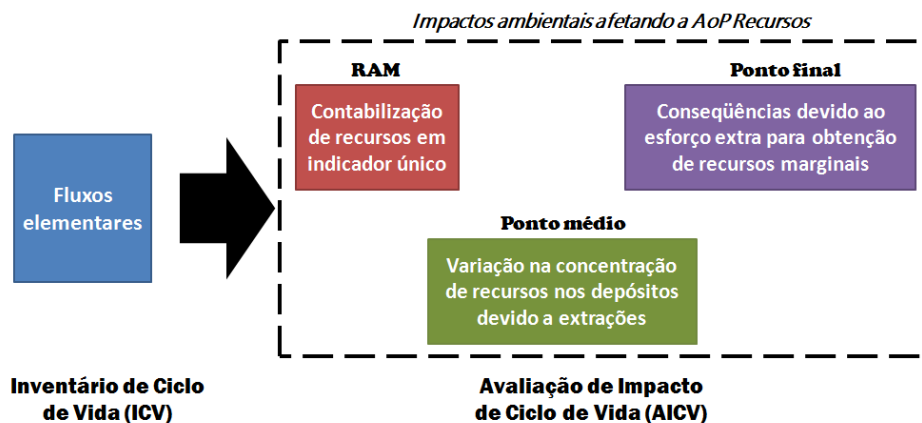 Impactos ambientais afetando a AoP Recursos
RAM
Contabilização
de recursos em
indicador único
Ponto final
Conseqüências devido ao
esforço extra para obtenção
de recursos marginais
Fluxos
elementares
Ponto médio
Variação na concentração
de recursos nos depósitos
devido a extrações
Inventário de Ciclo
de Vida (ICV)
Avaliação de Impacto
de Ciclo de Vida (AICV)